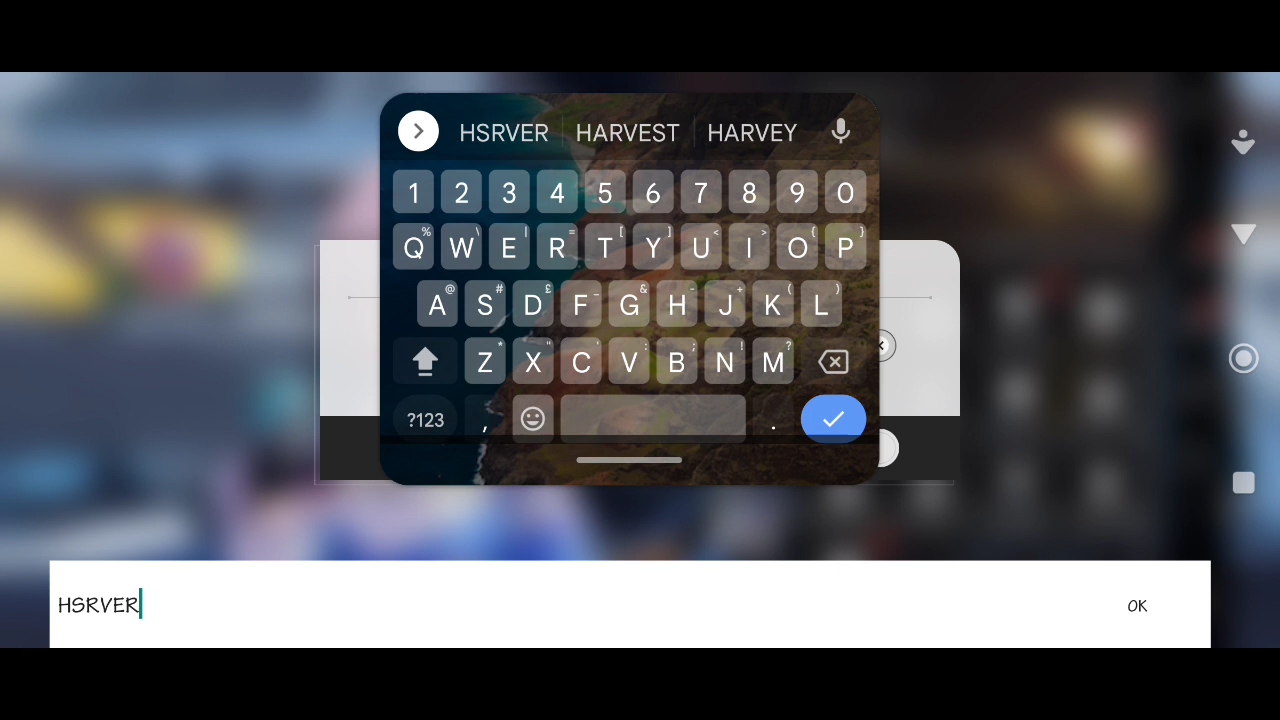 HSRVER HARVEST HARVEY
1 2 3 4 5 6 7 8 9 0
% \ | = [ ] < > { }
Q W E R T Y U I O P
@ # £ _ & - + ( )
A S D F G H J K L
* " ' : ; ! ?
Z X C V B N M
?123 , .
HSRVER OK